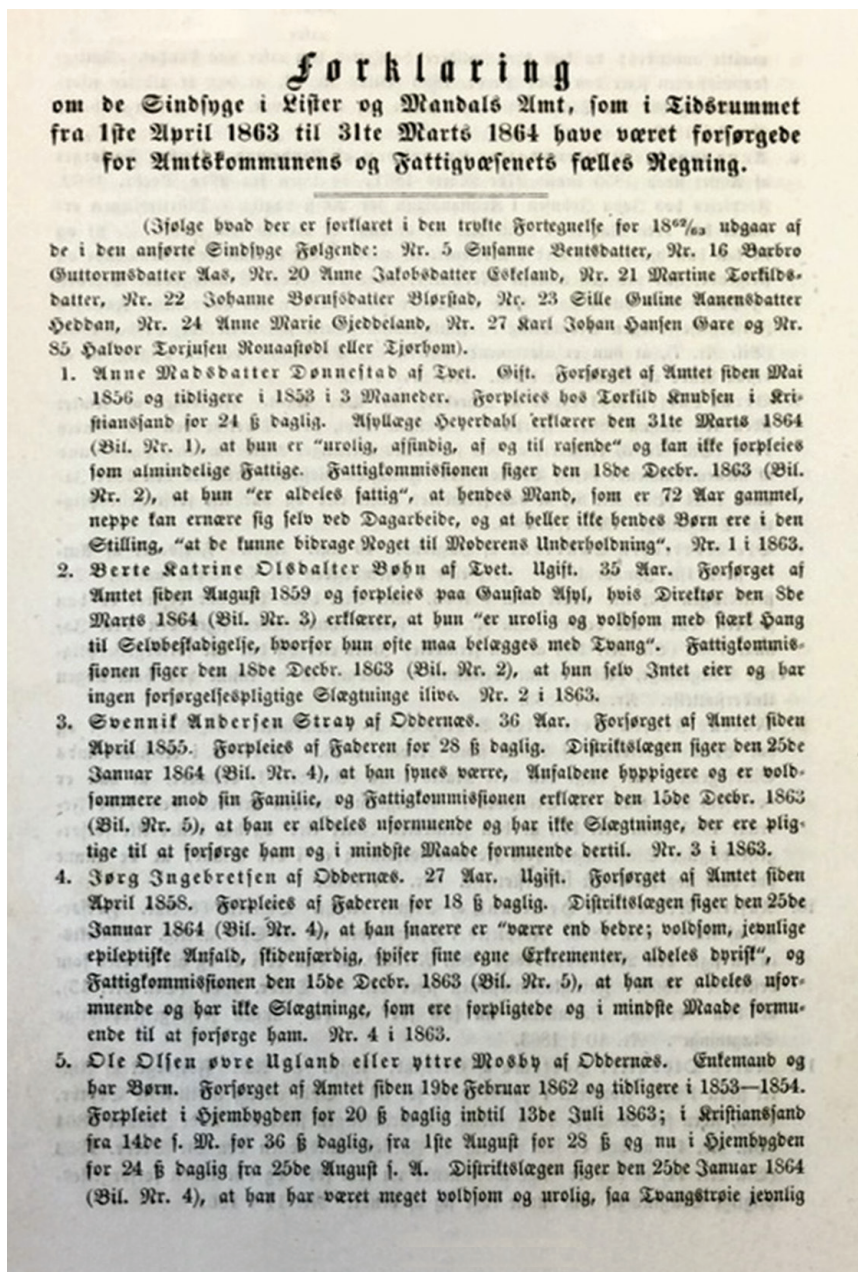 Forklaring
om de Sindsyge i Lister og Mandals Amt, som i Tidsrummet
fra 1ste April 1863 til 31te Marts 1864 have været forsørgede
for Amtskommunens og Fattigvæsenets fælles Regning.
(Ifølge hvad der er forklaret i den trykte Fortegnelse for 18⁶²/₆₃ udgaar af
de i den anførte Sindsyge Følgende: Nr. 5 Susanne Bentsdatter, Nr. 16 Barbro
Guttormsdatter Aas, Nr. 20 Anne Jakobsdatter Eskeland, Nr. 21 Martine Torkilds-
datter, Nr. 22 Johanne Børnfsdatter Blørstad, Nr. 23 Sille Guline Aanensdatter
Heddan, Nr. 24 Anne Marie Gjeddeland, Nr. 27 Karl Johan Hansen Gare og Nr.
85 Halvor Torjusen Rouaastødl eller Tjørhom).
1. Anne Madsdatter Dønnestad af Tvet. Gift. Forsørget af Amtet siden Mai
1856 og tidligere i 1853 i 3 Maaneder. Forpleies hos Torkild Knudsen i Kri-
stiansand for 24 ß daglig. Asyllæge Heyerdahl erklærer den 31te Marts 1864
(Bil. Nr. 1), at hun er "urolig, afsindig, af og til rasende" og kan ikke forpleies
som almindelige Fattige. Fattigkommissionen siger den 18de Decbr. 1863 (Bil.
Nr. 2), at hun "er aldeles fattig", at hendes Mand, som er 72 Aar gammel,
neppe kan ernære sig selv ved Dagarbeide, og at heller ikke hendes Børn ere i den
Stilling, "at de kunne bidrage Noget til Moderens Underholdning". Nr. 1 i 1863.
2. Berte Katrine Olsdalter Bøhn af Tvet. Ugift. 35 Aar. Forsørget af
Amtet siden August 1859 og forpleies paa Gaustad Asyl, hvis Direktør den 8de
Marts 1864 (Bil. Nr. 3) erklærer, at hun "er urolig og voldsom med stærk Hang
til Selvbeskadigelse, hvorfor hun ofte maa belægges med Tvang". Fattigkommis-
sionen siger den 18de Decbr. 1863 (Bil. Nr. 2), at hun selv Intet eier og har
ingen forsørgelsespligtige Slægtninge ilive. Nr. 2 i 1863.
3. Svennik Andersen Stray af Oddernæs. 36 Aar. Forsørget af Amtet siden
April 1855. Forpleies af Faderen for 28 ß daglig. Distriktslægen siger den 25de
Januar 1864 (Bil. Nr. 4), at han synes værre, Anfaldene hyppigere og er vold-
sommere mod sin Familie, og Fattigkommissionen erklærer den 15de Decbr. 1863
(Bil. Nr. 5), at han er aldeles uformuende og har ikke Slægtninge, der ere plig-
tige til at forsørge ham og i mindste Maade formuende dertil. Nr. 3 i 1863.
4. Jørg Ingebretsen af Oddernæs. 27 Aar. Ugift. Forsørget af Amtet siden
April 1858. Forpleies af Faderen for 18 ß daglig. Distriktslægen siger den 25de
Januar 1864 (Bil. Nr. 4), at han snarere er "værre end bedre; voldsom, jevnlige
epileptiske Anfald, skidenfærdig, spiser sine egne Exkrementer, aldeles dyrisk", og
Fattigkommissionen den 15de Decbr. 1863 (Bil. Nr. 5), at han er aldeles ufor-
muende og har ikke Slægtninge, som ere forpligtede og i mindste Maade formu-
ende til at forsørge ham. Nr. 4 i 1863.
5. Ole Olsen øvre Ugland eller yttre Mosby af Oddernæs. Enkemand og
har Børn. Forsørget af Amtet siden 19de Februar 1862 og tidligere i 1853—1854.
Forpleiet i Hjembygden for 20 ß daglig indtil 13de Juli 1863; i Kristiansand
fra 14de s. M. for 36 ß daglig, fra 1ste August for 28 ß og nu i Hjembygden
for 24 ß daglig fra 25de August s. A. Distriktslægen siger den 25de Januar 1864
(Bil. Nr. 4), at han har været meget voldsom og urolig, saa Tvangstrøie jevnlig